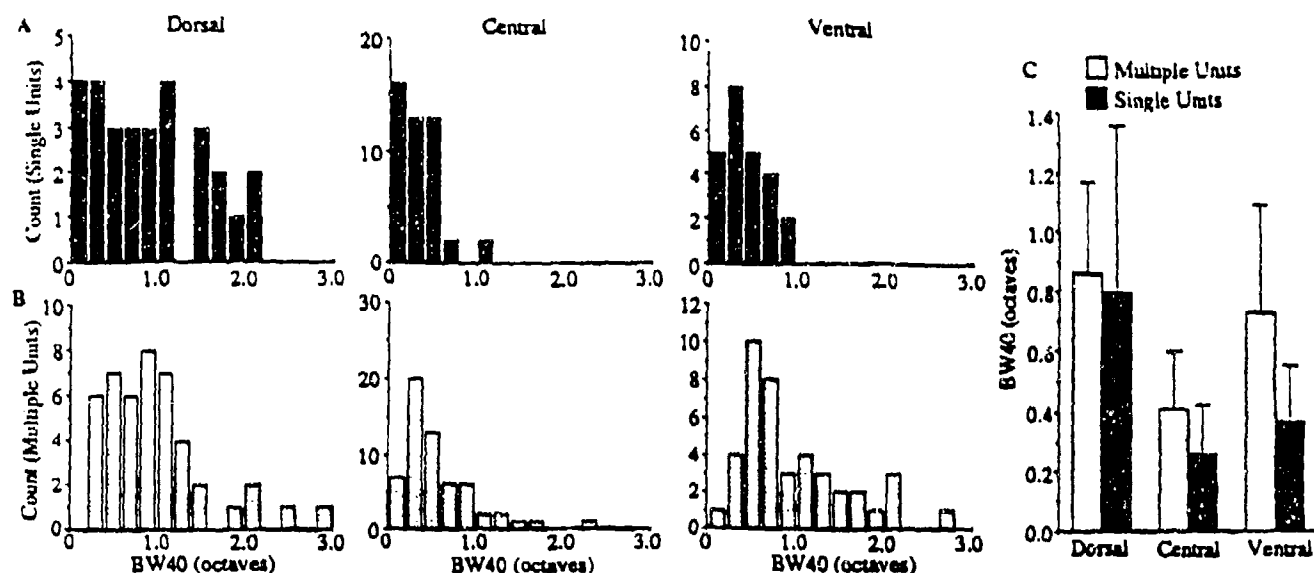 A Dorsal Central Ventral
C Multiple Units
Single Units
Count (Single Units)
5
4
3
2
1
0
0 1.0 2.0 3.0
20
10
0
0 1.0 2.0 3.0
10
8
6
4
2
0
0 1.0 2.0 3.0
B
Count (Multiple Units)
10
8
6
4
2
0
0 1.0 2.0 3.0
BW40 (octaves)
30
20
10
0
0 1.0 2.0 3.0
BW40 (octaves)
12
10
8
6
4
2
0
0 1.0 2.0 3.0
BW40 (octaves)
BW40 (octaves)
1.4
1.2
1.0
0.8
0.6
0.4
0.2
0.0
Dorsal Central Ventral